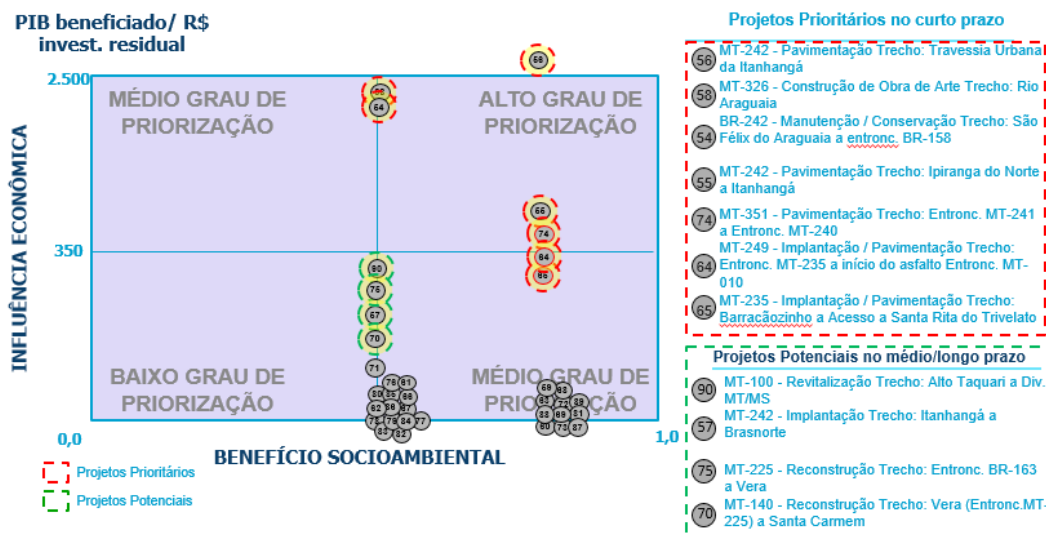 PIB beneficiado/ R$
invest. residual
2.500
350
0,0
1,0
INFLUÊNCIA ECONÔMICA
BENEFÍCIO SOCIOAMBIENTAL
MÉDIO GRAU DE
PRIORIZAÇÃO
ALTO GRAU DE
PRIORIZAÇÃO
BAIXO GRAU DE
PRIORIZAÇÃO
MÉDIO GRAU DE
PRIORIZAÇÃO
54
74
64
90
75
70
71
Projetos Prioritários
Projetos Potenciais
Projetos Prioritários no curto prazo
56 MT-242 - Pavimentação Trecho: Travessia Urbana
da Itanhangá
58 MT-326 - Construção de Obra de Arte Trecho: Rio
Araguaia
54 BR-242 - Manutenção / Conservação Trecho: São
Félix do Araguaia a entronc. BR-158
55 MT-242 - Pavimentação Trecho: Ipiranga do Norte
a Itanhangá
74 MT-351 - Pavimentação Trecho: Entronc. MT-241
a Entronc. MT-240
64 MT-249 - Implantação / Pavimentação Trecho:
Entronc. MT-235 a início do asfalto Entronc. MT-
010
65 MT-235 - Implantação / Pavimentação Trecho:
Barracãozinho a Acesso a Santa Rita do Trivelato
Projetos Potenciais no médio/longo prazo
90 MT-100 - Revitalização Trecho: Alto Taquari a Div.
MT/MS
57 MT-242 - Implantação Trecho: Itanhangá a
Brasnorte
75 MT-225 - Reconstrução Trecho: Entronc. BR-163
a Vera
70 MT-140 - Reconstrução Trecho: Vera (Entronc.MT-
225) a Santa Carmem